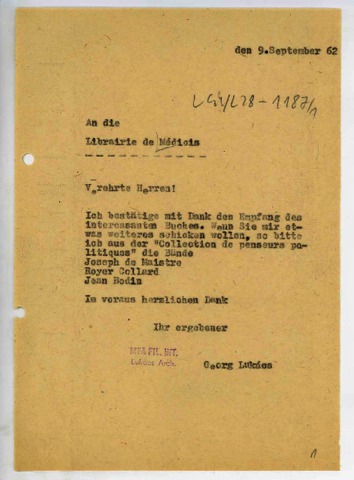 den 9.September 62
An die
Librairie de Médicis
Verehrte Herren!
Ich bestätige mit Dank den Empfang des
interessanten Buches. Wenn Sie mir et-
was weiteres schicken wollen, so bitte
ich aus der "Collection de penseurs po-
litiques" die Bände
Joseph de Maistre
Royer Collard
Jean Bodin
Im voraus herzlichen Dank
Ihr ergebener
MTA FIL. INT.
Lukács Arch.
Georg Lukács
1